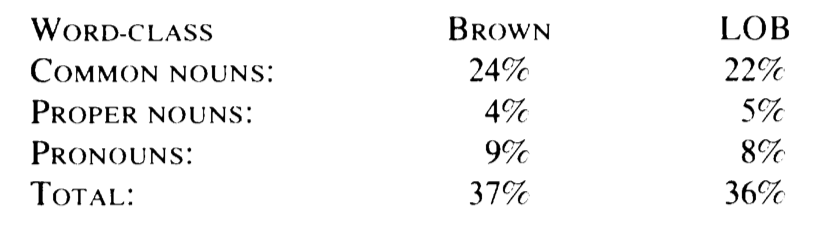 WORD-CLASS BROWN LOB
COMMON NOUNS: 24% 22%
PROPER NOUNS: 4% 5%
PRONOUNS: 9% 8%
TOTAL: 37% 36%